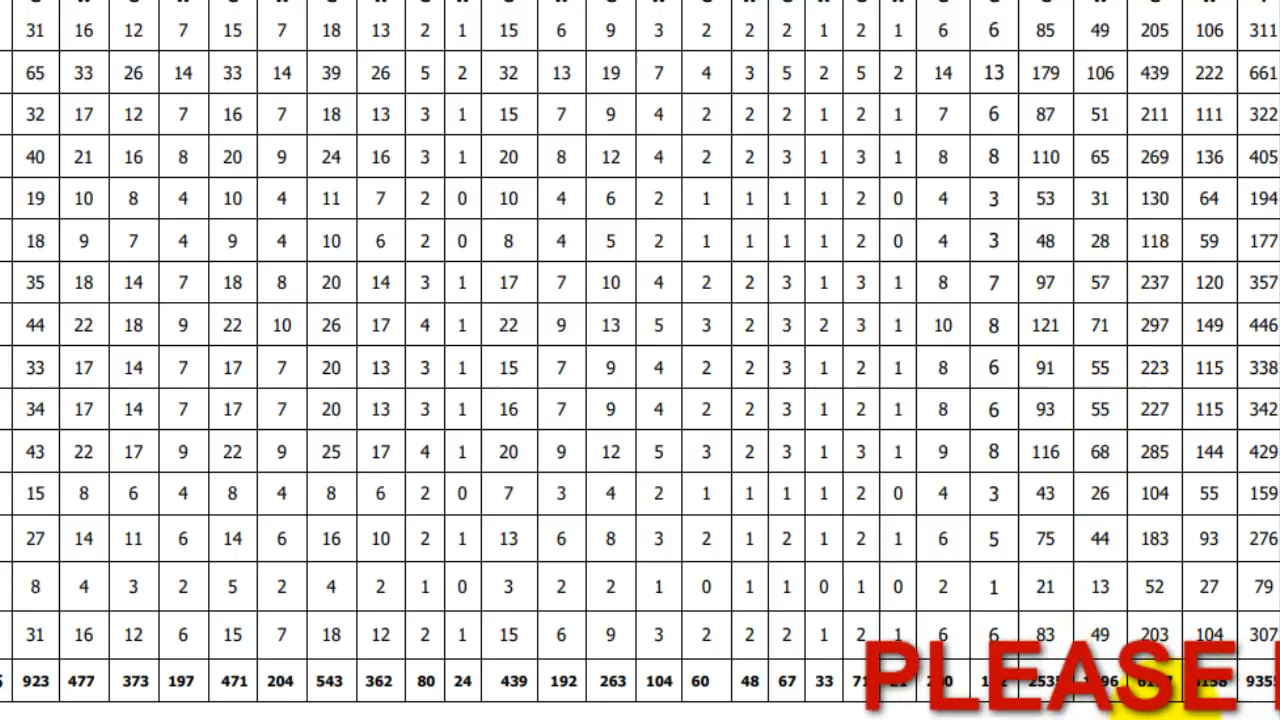 31 16 12 7 15 7 18 13 2 1 15 6 9 3 2 2 2 1 2 1 6 6 85 49 205 106 311
65 33 26 14 33 14 39 26 5 2 32 13 19 7 4 3 5 2 5 2 14 13 179 106 439 222 661
32 17 12 7 16 7 18 13 3 1 15 7 9 4 2 2 2 1 2 1 7 6 87 51 211 111 322
40 21 16 8 20 9 24 16 3 1 20 8 12 4 2 2 3 1 3 1 8 8 110 65 269 136 405
19 10 8 4 10 4 11 7 2 0 10 4 6 2 1 1 1 1 2 0 4 3 53 31 130 64 194
18 9 7 4 9 4 10 6 2 0 8 4 5 2 1 1 1 1 2 0 4 3 48 28 118 59 177
35 18 14 7 18 8 20 14 3 1 17 7 10 4 2 2 3 1 3 1 8 7 97 57 237 120 357
44 22 18 9 22 10 26 17 4 1 22 9 13 5 3 2 3 2 3 1 10 8 121 71 297 149 446
33 17 14 7 17 7 20 13 3 1 15 7 9 4 2 2 3 1 2 1 8 6 91 55 223 115 338
34 17 14 7 17 7 20 13 3 1 16 7 9 4 2 2 3 1 2 1 8 6 93 55 227 115 342
43 22 17 9 22 9 25 17 4 1 20 9 12 5 3 2 3 1 3 1 9 8 116 68 285 144 429
15 8 6 4 8 4 8 6 2 0 7 3 4 2 1 1 1 1 2 0 4 3 43 26 104 55 159
27 14 11 6 14 6 16 10 2 1 13 6 8 3 2 1 2 1 2 1 6 5 75 44 183 93 276
8 4 3 2 5 2 4 2 1 0 3 2 2 1 0 1 1 0 1 0 2 1 21 13 52 27 79
31 16 12 6 15 7 18 12 2 1 15 6 9 3 2 2 2 1 2 1 6 6 83 49 203 104 307
923 477 373 197 471 204 543 362 80 24 439 192 263 104 60 48 67 33
PLEASE